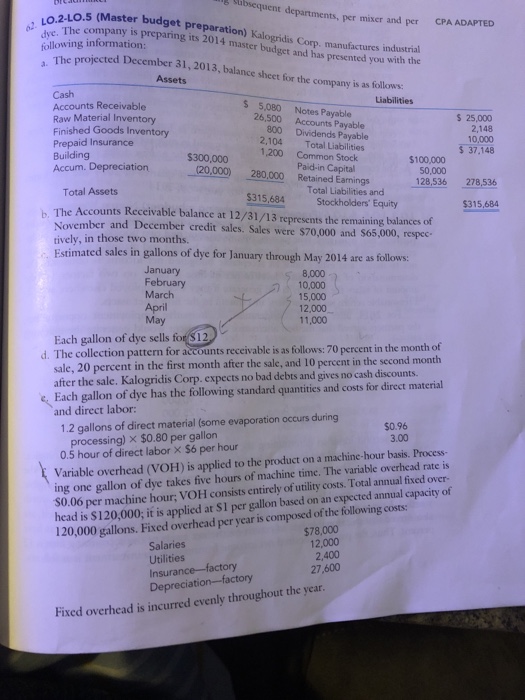 subsequent departments, per mixer and per CPA ADAPTED
62. LO.2-LO.5 (Master budget preparation) Kalogridis Corp. manufactures industrial
dye. The company is preparing its 2014 master budget and has presented you with the
following information:
a. The projected December 31, 2013, balance sheet for the company is as follows:
Assets Liabilities
Cash $ 5,080 Notes Payable $ 25,000
Accounts Receivable 26,500 Accounts Payable 2,148
Raw Material Inventory 800 Dividends Payable 10,000
Finished Goods Inventory 2,104 Total Liabilities $ 37,148
Prepaid Insurance 1,200 Common Stock $100,000
Building $300,000 Paid-in Capital 50,000
Accum. Depreciation (20,000) 280,000 Retained Earnings 128,536 278,536
Total Liabilities and
Total Assets $315,684 Stockholders' Equity $315,684
b. The Accounts Receivable balance at 12/31/13 represents the remaining balances of
November and December credit sales. Sales were $70,000 and $65,000, respec-
tively, in those two months.
c. Estimated sales in gallons of dye for January through May 2014 are as follows:
January 8,000
February 10,000
March 15,000
April 12,000
May 11,000
Each gallon of dye sells for $12.
d. The collection pattern for accounts receivable is as follows: 70 percent in the month of
sale, 20 percent in the first month after the sale, and 10 percent in the second month
after the sale. Kalogridis Corp. expects no bad debts and gives no cash discounts.
e. Each gallon of dye has the following standard quantities and costs for direct material
and direct labor:
1.2 gallons of direct material (some evaporation occurs during
processing) × $0.80 per gallon $0.96
0.5 hour of direct labor × $6 per hour 3.00
f. Variable overhead (VOH) is applied to the product on a machine-hour basis. Process-
ing one gallon of dye takes five hours of machine time. The variable overhead rate is
$0.06 per machine hour; VOH consists entirely of utility costs. Total annual fixed over-
head is $120,000; it is applied at $1 per gallon based on an expected annual capacity of
120,000 gallons. Fixed overhead per year is composed of the following costs:
Salaries $78,000
Utilities 12,000
Insurance—factory 2,400
Depreciation—factory 27,600
Fixed overhead is incurred evenly throughout the year.